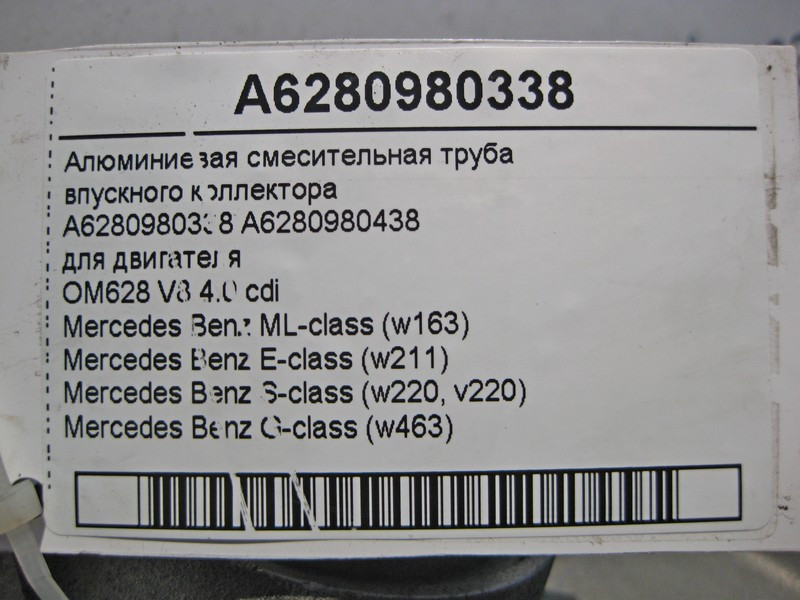 A6280980338
Алюминиевая смесительная труба
впускного коллектора
A6280980338 A6280980438
для двигателя
OM628 V8 4.0 cdi
Mercedes Benz ML-class (w163)
Mercedes Benz E-class (w211)
Mercedes Benz S-class (w220, v220)
Mercedes Benz G-class (w463)